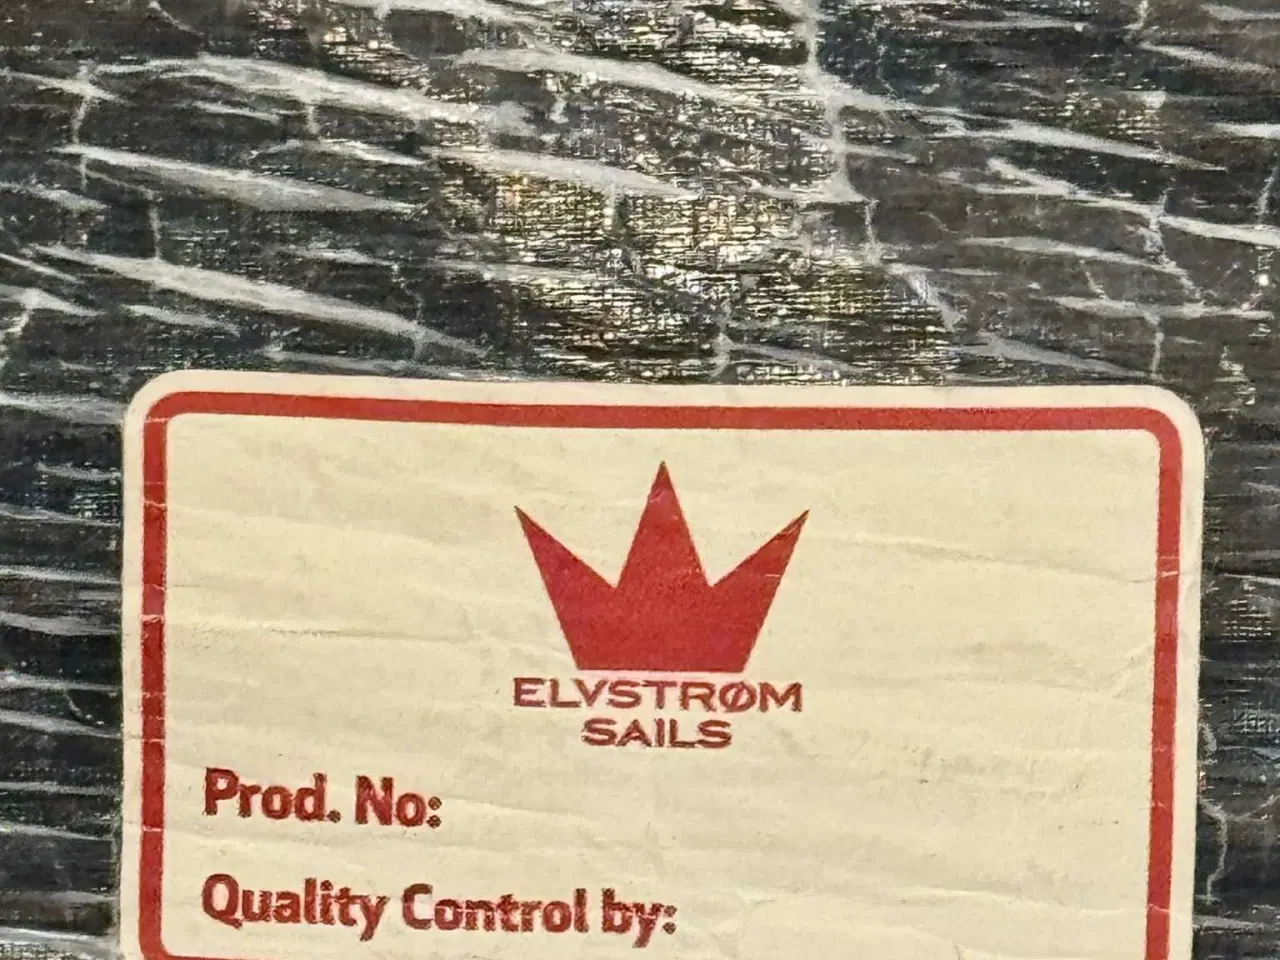 ELVSTRØM
SAILS
Prod. No:
Quality Control by: